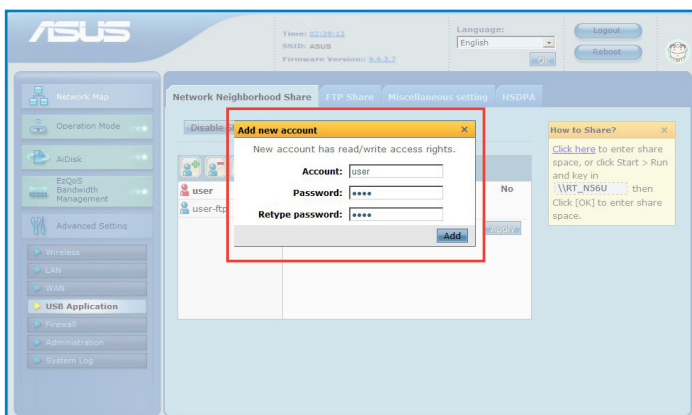 ASUS
Time: 02:29:12
SSID: ASUS
Firmware Version: 9.9.3.7
Language:
English
OK
Logout
Reboot
Network Map
Operation Mode
AiDisk
EzQoS
Bandwidth
Management
Advanced Setting
Wireless
LAN
WAN
USB Application
Firewall
Administration
System Log
Network Neighborhood Share
FTP Share
Miscellaneous setting
HSDPA
Disable
user
user-ftp
No
Apply
Add new account
×
New account has read/write access rights.
Account: user
Password: ••••
Retype password: ••••
Add
How to Share? ×
Click here to enter share
space, or click Start > Run
and key in
\\RT_N56U then
Click [OK] to enter share
space.